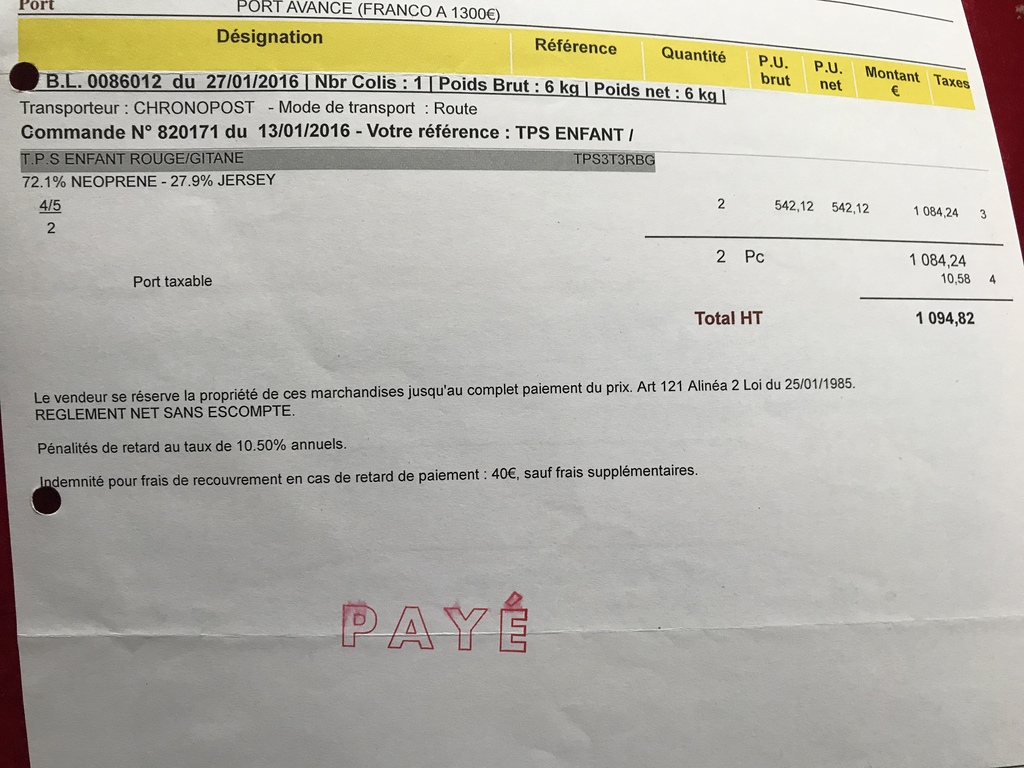 Port PORT AVANCE (FRANCO A 1300€)
Désignation Référence Quantité P.U. brut P.U. net Montant € Taxes
B.L. 0086012 du 27/01/2016 | Nbr Colis : 1 | Poids Brut : 6 kg | Poids net : 6 kg |
Transporteur : CHRONOPOST - Mode de transport : Route
Commande N° 820171 du 13/01/2016 - Votre référence : TPS ENFANT /
T.P.S ENFANT ROUGE/GITANE TPS3T3RBG
72.1% NEOPRENE - 27.9% JERSEY
4/5 2 542,12 542,12 1 084,24 3
2
2 Pc 1 084,24
Port taxable 10,58 4
Total HT 1 094,82
Le vendeur se réserve la propriété de ces marchandises jusqu'au complet paiement du prix. Art 121 Alinéa 2 Loi du 25/01/1985.
REGLEMENT NET SANS ESCOMPTE.
Pénalités de retard au taux de 10.50% annuels.
Indemnité pour frais de recouvrement en cas de retard de paiement : 40€, sauf frais supplémentaires.
PAYÉ